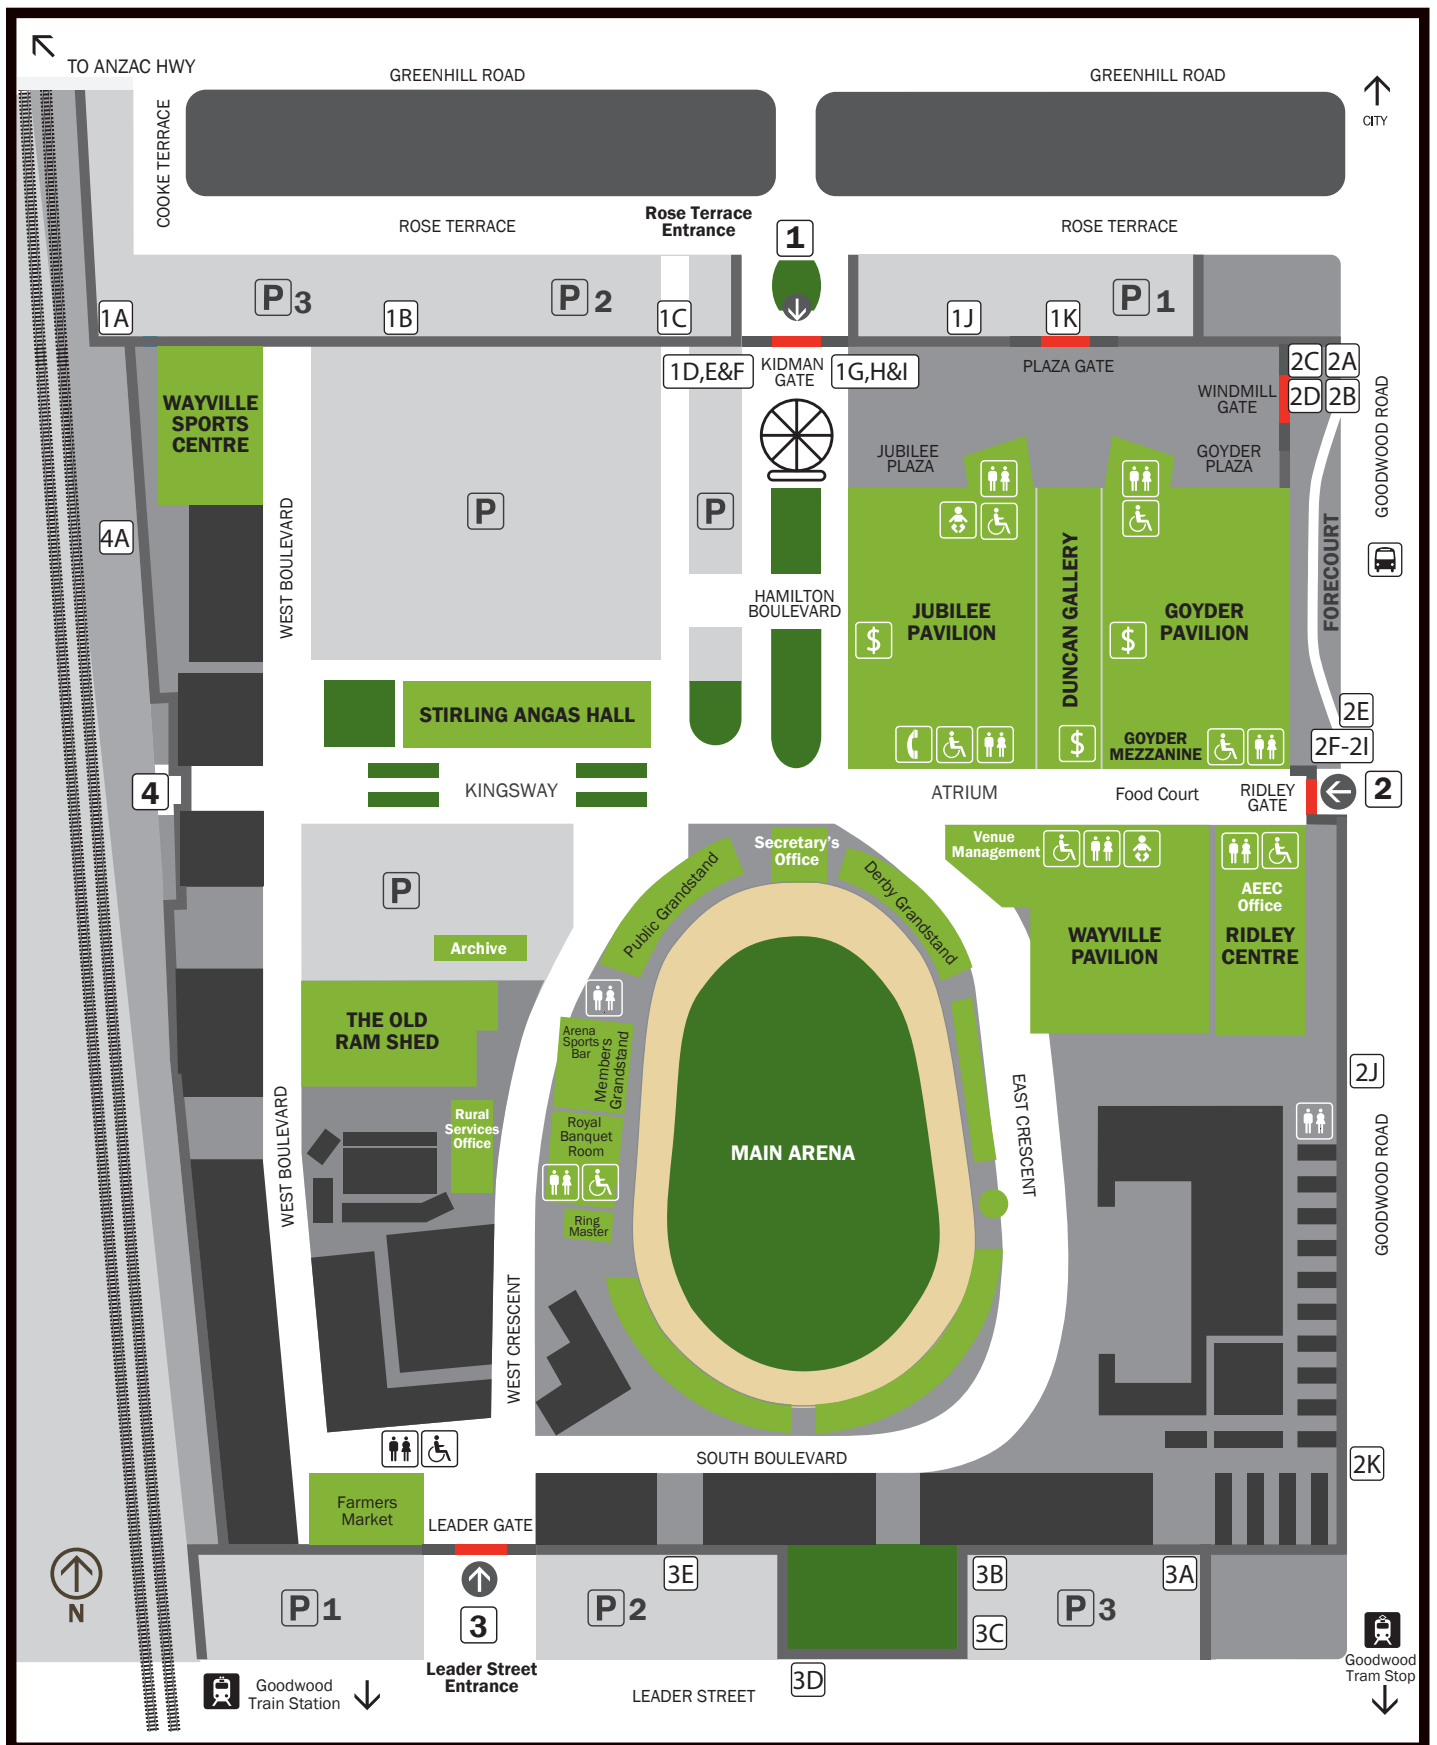 TO ANZAC HWY
GREENHILL ROAD
GREENHILL ROAD
CITY
COOKE TERRACE
ROSE TERRACE
Rose Terrace
Entrance
1
ROSE TERRACE
1A
P 3
1B
P 2
1C
1J
1K
P 1
1D,E&F
KIDMAN
GATE
1G,H&I
PLAZA GATE
2C
2A
2D
2B
WINDMILL
GATE
WAYVILLE
SPORTS
CENTRE
JUBILEE
PLAZA
GOYDER
PLAZA
GOODWOOD ROAD
4A
WEST BOULEVARD
P
P
HAMILTON
BOULEVARD
JUBILEE
PAVILION
$
DUNCAN GALLERY
$
GOYDER
PAVILION
$
FORECOURT
STIRLING ANGAS HALL
GOYDER
MEZZANINE
2E
2F-2I
4
KINGSWAY
ATRIUM
Food Court
RIDLEY
GATE
2
P
Archive
Public Grandstand
Secretary's
Office
Derby Grandstand
Venue
Management
WAYVILLE
PAVILION
AEEC
Office
RIDLEY
CENTRE
THE OLD
RAM SHED
Arena
Sports
Bar
Members
Grandstand
2J
WEST BOULEVARD
Rural
Services
Office
Royal
Banquet
Room
Ring
Master
MAIN ARENA
EAST CRESCENT
GOODWOOD ROAD
WEST CRESCENT
SOUTH BOULEVARD
2K
Farmers
Market
LEADER GATE
N
P 1
3
P 2
3E
3B
3C
P 3
3A
3D
Leader Street
Entrance
Goodwood
Train Station
LEADER STREET
Goodwood
Tram Stop